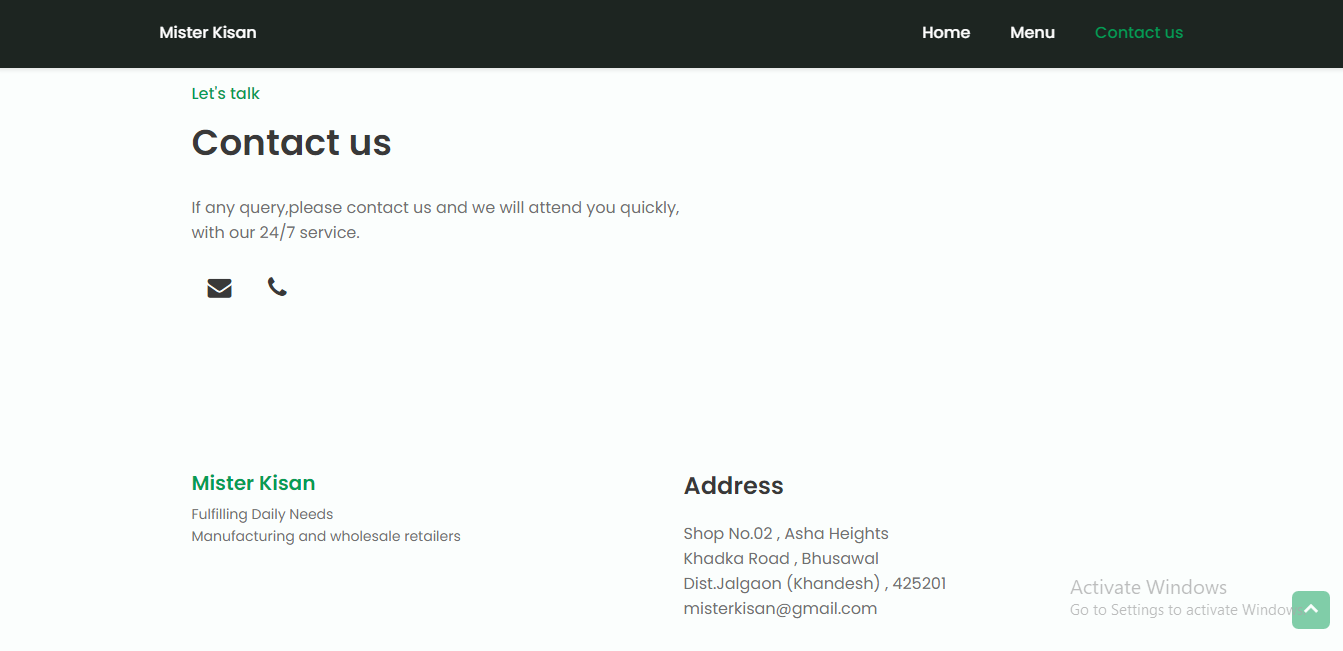 Mister Kisan
Home Menu Contact us
Let's talk
Contact us
If any query,please contact us and we will attend you quickly,
with our 24/7 service.
Mister Kisan
Fulfilling Daily Needs
Manufacturing and wholesale retailers
Address
Shop No.02 , Asha Heights
Khadka Road , Bhusawal
Dist.Jalgaon (Khandesh) , 425201
misterkisan@gmail.com
Activate Windows
Go to Settings to activate Windows